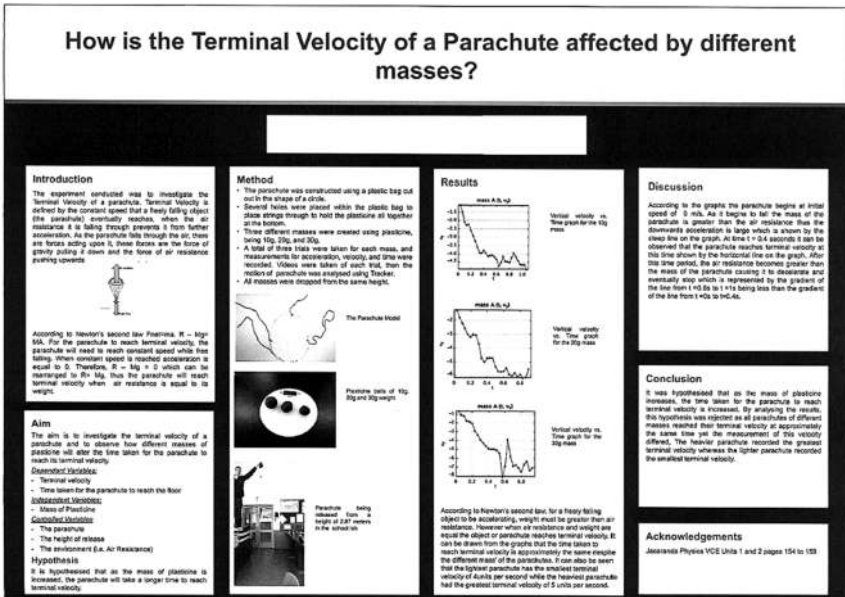 How is the Terminal Velocity of a Parachute affected by different
masses?
Introduction
The experiment conducted was to investigate the
Terminal Velocity of a parachute. Terminal Velocity is
defined by the constant speed that a freely falling object
(the parachute) eventually reaches, when the air
resistance it is falling through prevents it from further
acceleration. As the parachute falls through the air, there
are forces acting upon it, these forces are the force of
gravity pulling it down and the force of air resistance
pushing upwards
According to Newton's second law Fnet=ma. R – Mg=
MA. For the parachute to reach terminal velocity, the
parachute will need to reach constant speed while free
falling. When constant speed is reached acceleration is
equal to 0. Therefore, R – Mg = 0 which can be
rearranged to R= Mg, thus the parachute will reach
terminal velocity when air resistance is equal to its
weight.
Aim
The aim is to investigate the terminal velocity of a
parachute and to observe how different masses of
plasticine will alter the time taken for the parachute to
reach its terminal velocity.
Dependant Variables:
- Terminal velocity
- Time taken for the parachute to reach the floor
Independant Variables:
- Mass of Plasticine
Controlled Variables
- The parachute
- The height of release
- The environment (i.e. Air Resistance)
Hypothesis
It is hypothesised that as the mass of plasticine is
increased, the parachute will take a longer time to reach
terminal velocity.
Method
• The parachute was constructed using a plastic bag cut
out in the shape of a circle.
• Several holes were placed within the plastic bag to
place strings through to hold the plasticine all together
at the bottom.
• Three different masses were created using plasticine,
being 10g, 20g, and 30g.
• A total of three trials were taken for each mass, and
measurements for acceleration, velocity, and time were
recorded. Videos were taken of each trial, then the
motion of parachute was analysed using Tracker.
• All masses were dropped from the same height.
The Parachute Model
Plasticine balls of 10g,
20g and 30g weight
Parachute being
released from a
height of 2.87 meters
in the school lab
Results
mass A (t, v
Vertical velocity vs.
Time graph for the 10g
mass
mass A (t, v
Vertical velocity
vs. Time graph
for the 20g mass
mass A (t, v
Vertical velocity vs.
Time graph for the
30g mass
According to Newton's second law, for a freely falling
object to be accelerating, weight must be greater than air
resistance. However when air resistance and weight are
equal the object or parachute reaches terminal velocity. It
can be drawn from the graphs that the time taken to
reach terminal velocity is approximately the same despite
the different mass' of the parachutes. It can also be seen
that the lightest parachute has the smallest terminal
velocity of 4units per second while the heaviest parachute
had the greatest terminal velocity of 5 units per second.
Discussion
According to the graphs the parachute begins at initial
speed of 0 m/s. As it begins to fall the mass of the
parachute is greater than the air resistance thus the
downwards acceleration is large which is shown by the
steep line on the graph. At time t = 0.4 seconds it can be
observed that the parachute reaches terminal velocity at
this time shown by the horizontal line on the graph. After
this time period, the air resistance becomes greater than
the mass of the parachute causing it to decelerate and
eventually stop which is represented by the gradient of
the line from t =0.6s to t =1s being less than the gradient
of the line from t =0s to t=0.4s.
Conclusion
It was hypothesised that as the mass of plasticine
increases, the time taken for the parachute to reach
terminal velocity is increased. By analysing the results,
this hypothesis was rejected as all parachutes of different
masses reached their terminal velocity at approximately
the same time yet the measurement of this velocity
differed. The heavier parachute recorded the greatest
terminal velocity whereas the lighter parachute recorded
the smallest terminal velocity.
Acknowledgements
Jacaranda Physics VCE Units 1 and 2 pages 154 to 159